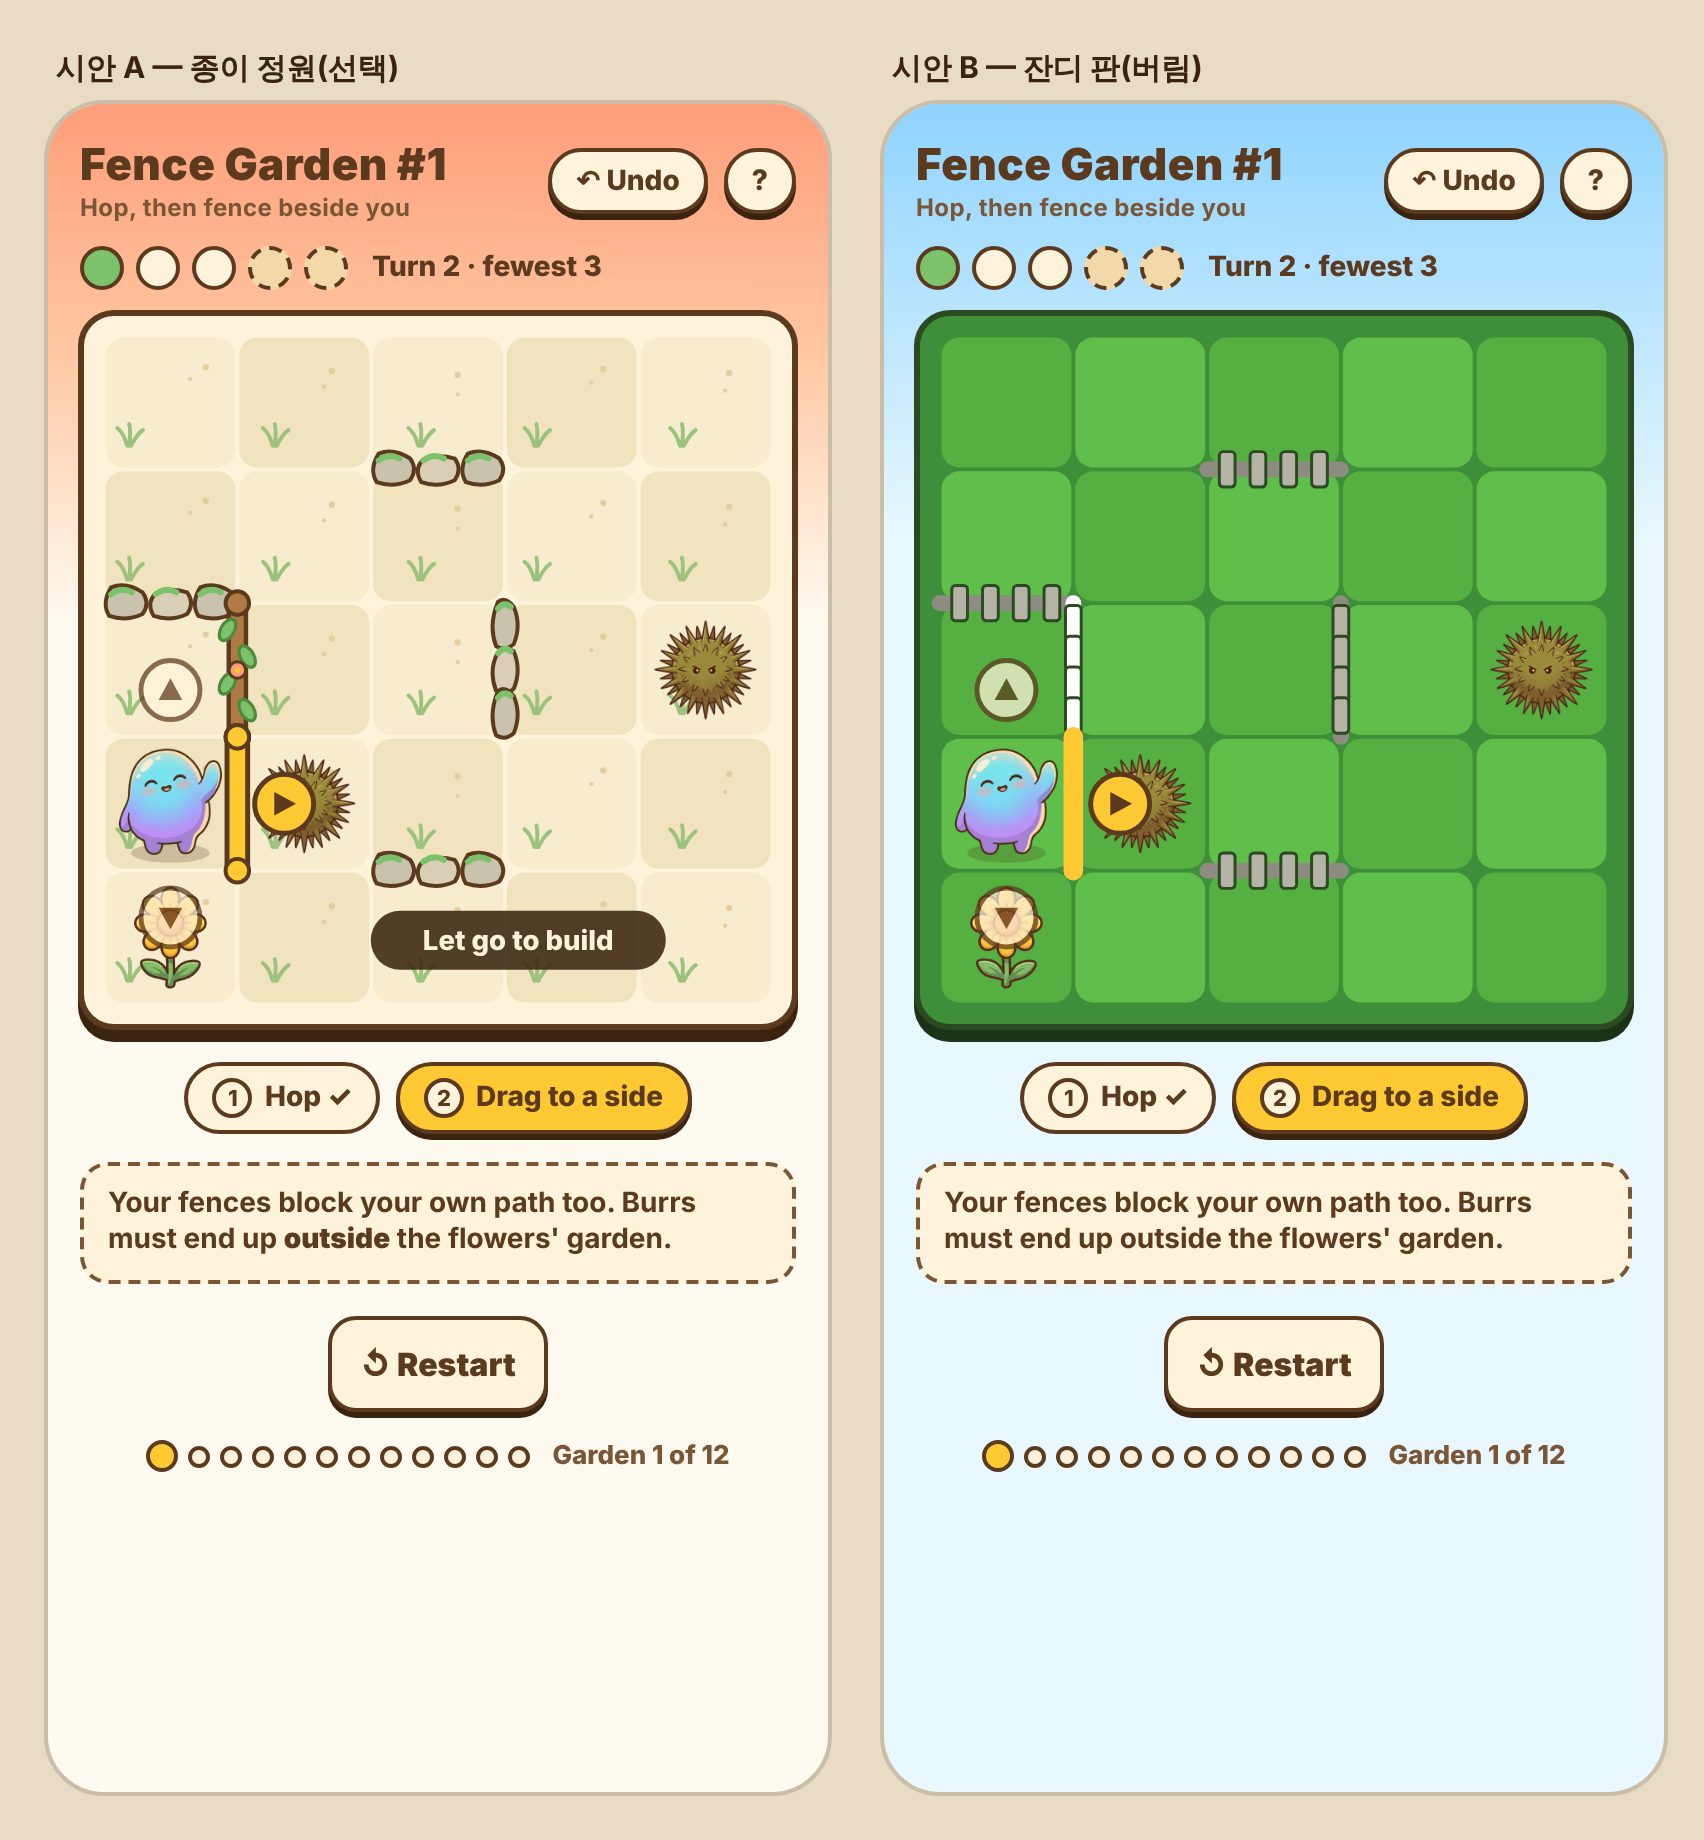 시안 A — 종이 정원(선택)
Fence Garden #1
Hop, then fence beside you
↶ Undo
?
Turn 2 · fewest 3
Let go to build
1 Hop ✓
2 Drag to a side
Your fences block your own path too. Burrs
must end up outside the flowers' garden.
↺ Restart
Garden 1 of 12
시안 B — 잔디 판(버림)
Fence Garden #1
Hop, then fence beside you
↶ Undo
?
Turn 2 · fewest 3
1 Hop ✓
2 Drag to a side
Your fences block your own path too. Burrs
must end up outside the flowers' garden.
↺ Restart
Garden 1 of 12